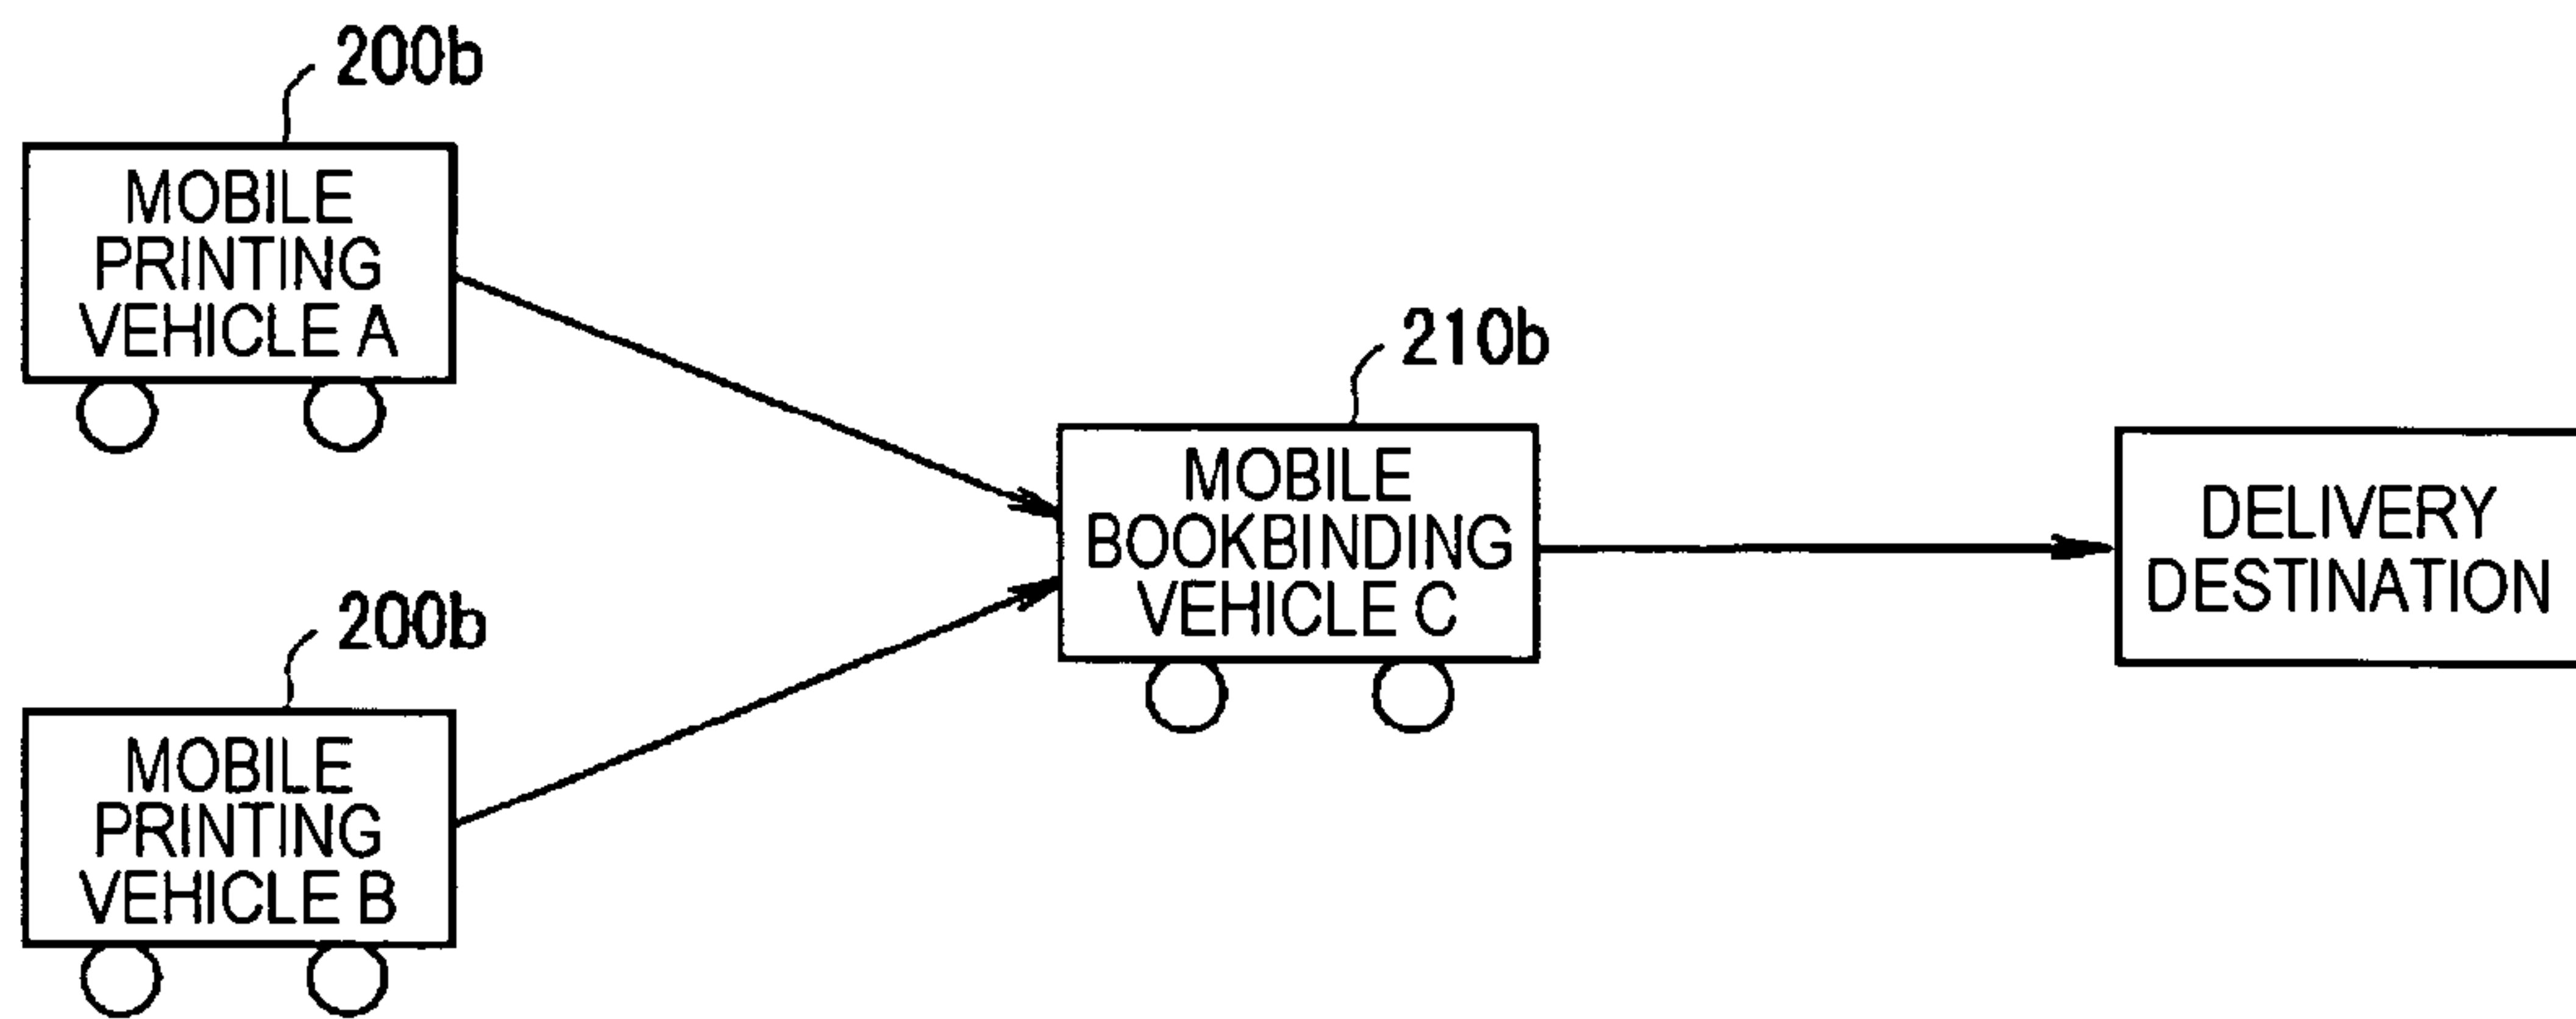 200b
MOBILE
PRINTING
VEHICLE A
210b
MOBILE
BOOKBINDING
VEHICLE C
DELIVERY
DESTINATION
200b
MOBILE
PRINTING
VEHICLE B